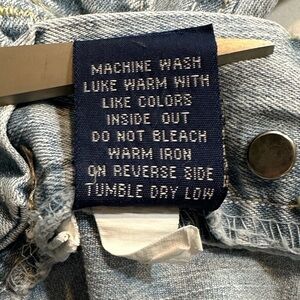 MACHINE WASH
LUKE WARM WITH
LIKE COLORS
INSIDE OUT
DO NOT BLEACH
WARM IRON
ON REVERSE SIDE
TUMBLE DRY LOW